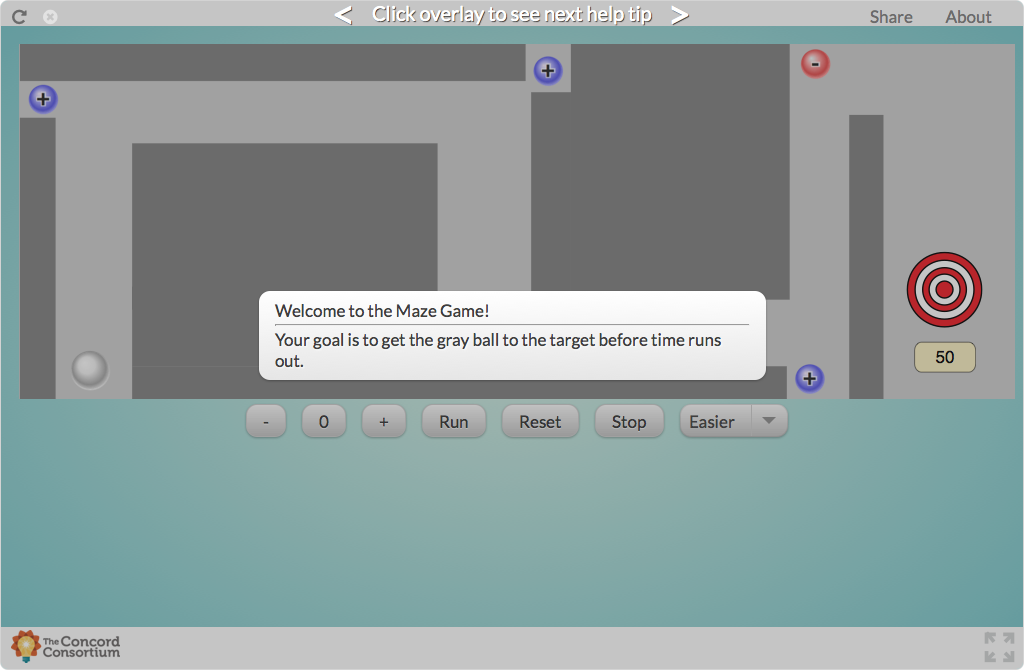 < Click overlay to see next help tip >
Share About
+
-
+
Welcome to the Maze Game!
Your goal is to get the gray ball to the target before time runs
out.
50
+
- 0 + Run Reset Stop Easier
The Concord
Consortium